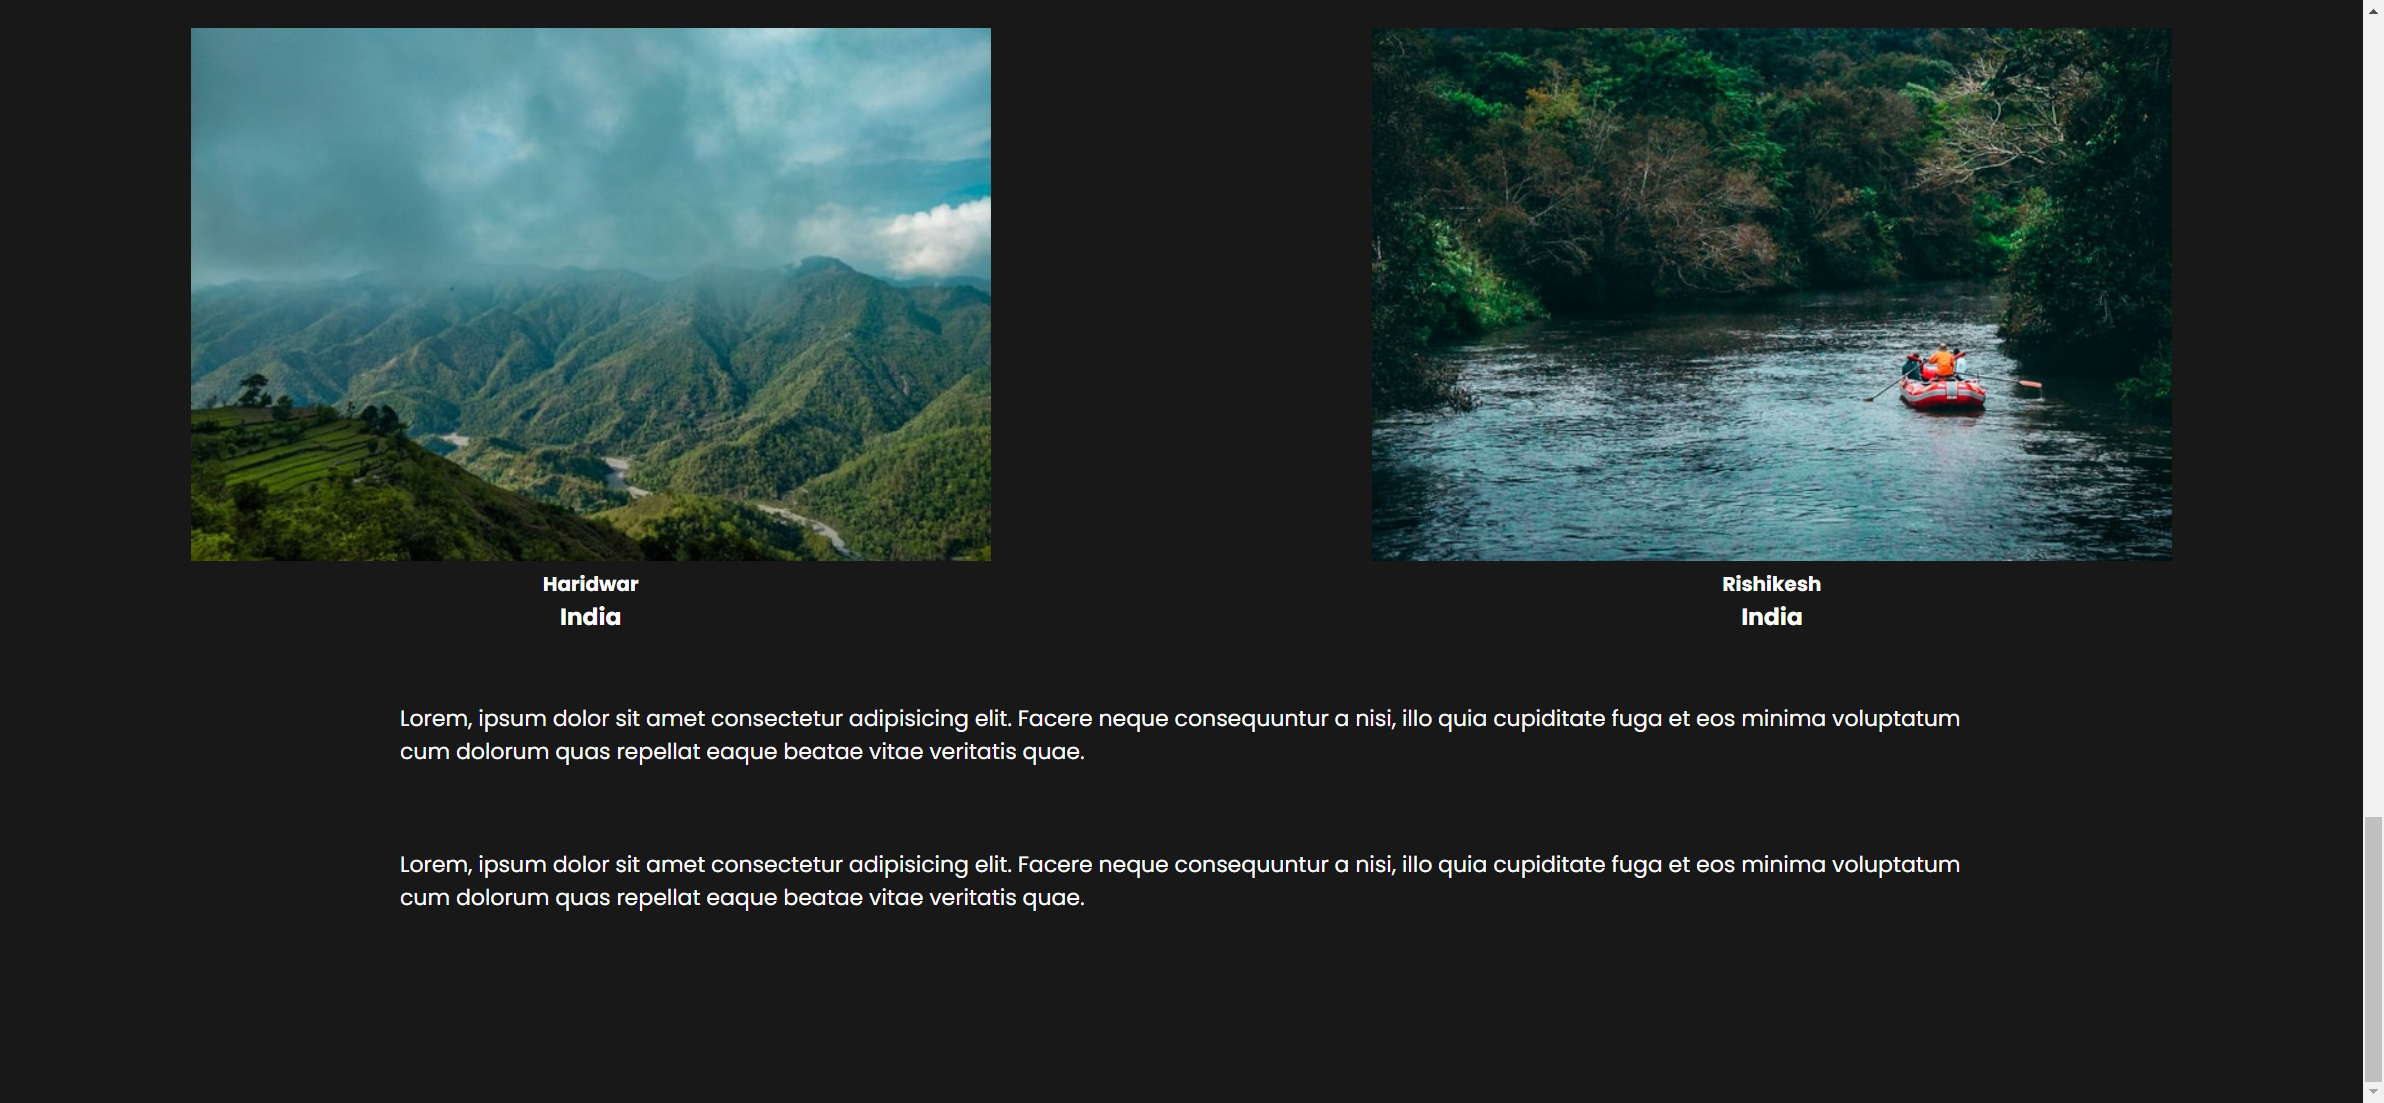 Haridwar
India
Rishikesh
India
Lorem, ipsum dolor sit amet consectetur adipisicing elit. Facere neque consequuntur a nisi, illo quia cupiditate fuga et eos minima voluptatum
cum dolorum quas repellat eaque beatae vitae veritatis quae.
Lorem, ipsum dolor sit amet consectetur adipisicing elit. Facere neque consequuntur a nisi, illo quia cupiditate fuga et eos minima voluptatum
cum dolorum quas repellat eaque beatae vitae veritatis quae.